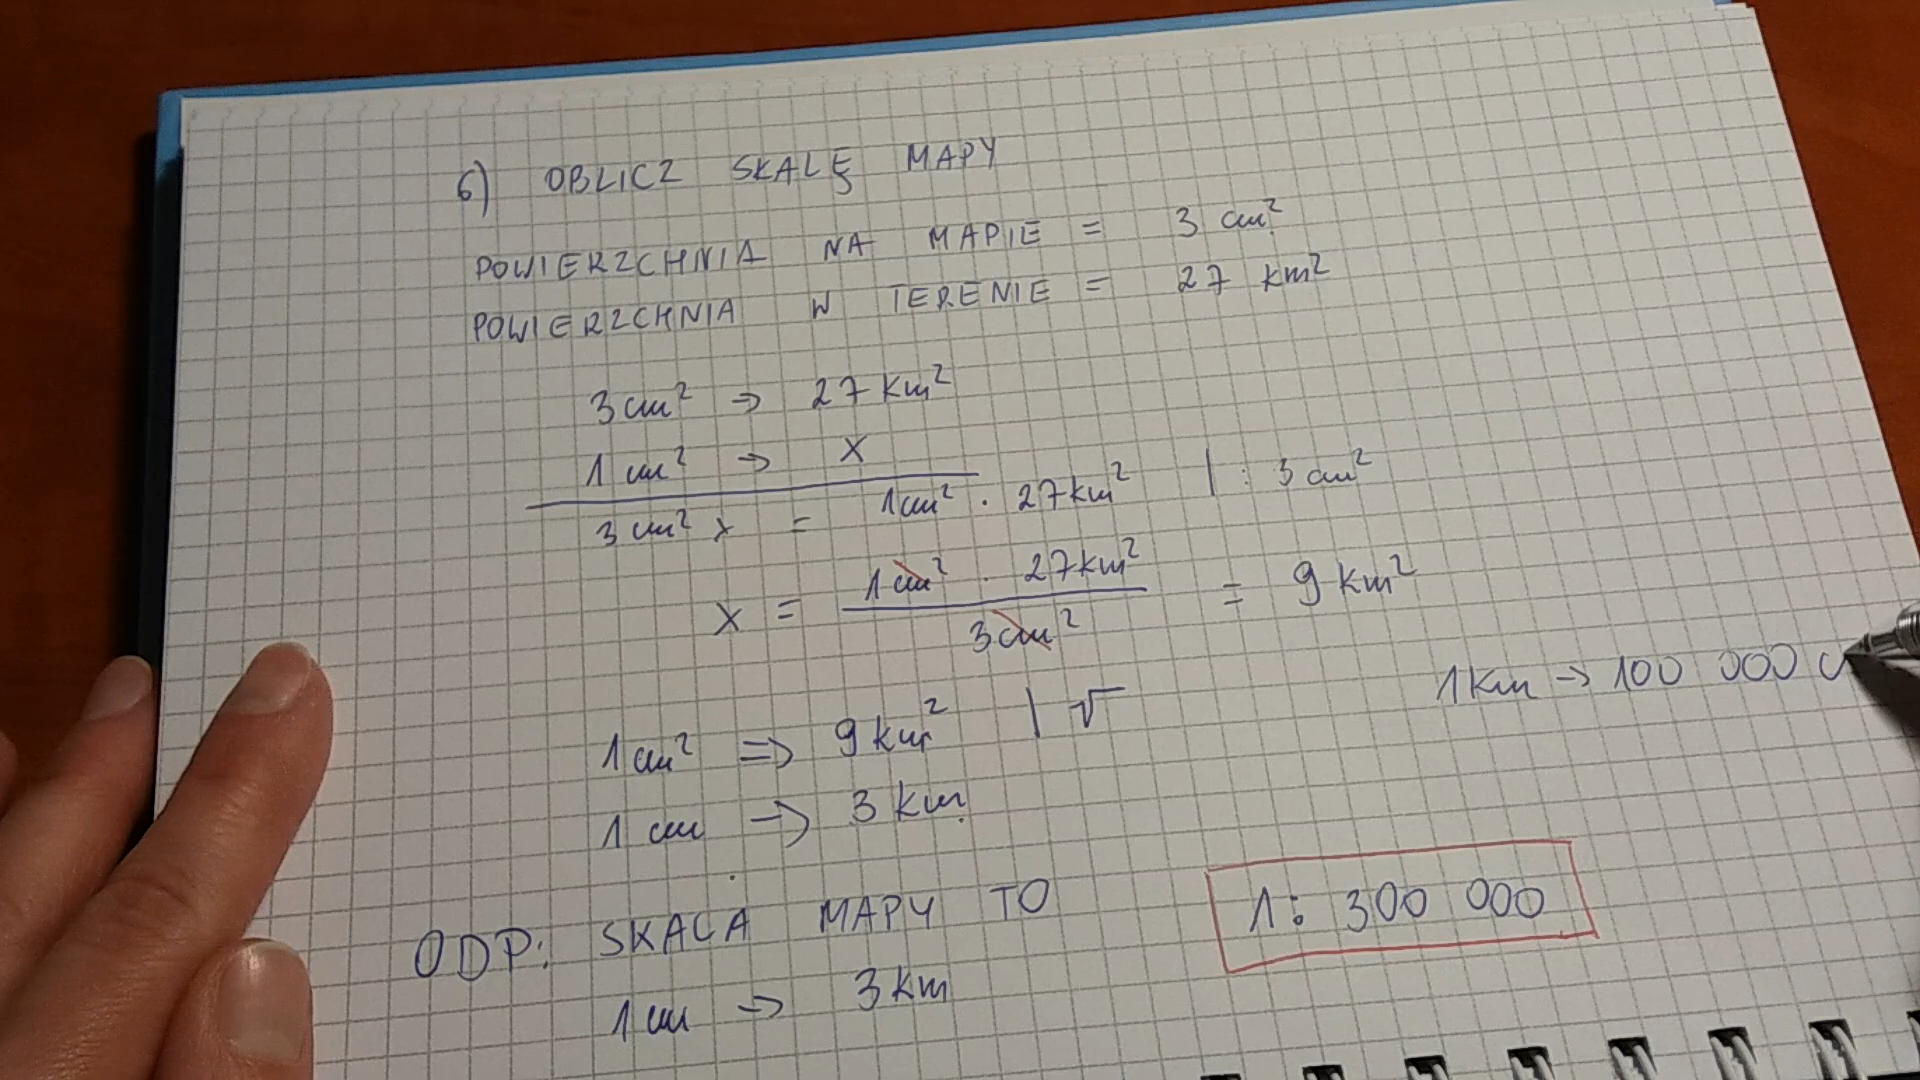 6) OBLICZ SKALĘ MAPY
POWIERZCHNIA NA MAPIE = 3 cm²
POWIERZCHNIA W TERENIE = 27 km²
3 cm² ⇒ 27 km²
1 cm² ⇒ x
3 cm² x = 1 cm² · 27 km² | : 3 cm²
x = 1 cm² · 27 km² / 3 cm² = 9 km²
1 km → 100 000 c
1 cm² ⇒ 9 km² | √
1 cm → 3 km
ODP: SKALA MAPY TO 1: 300 000
1 cm → 3 km